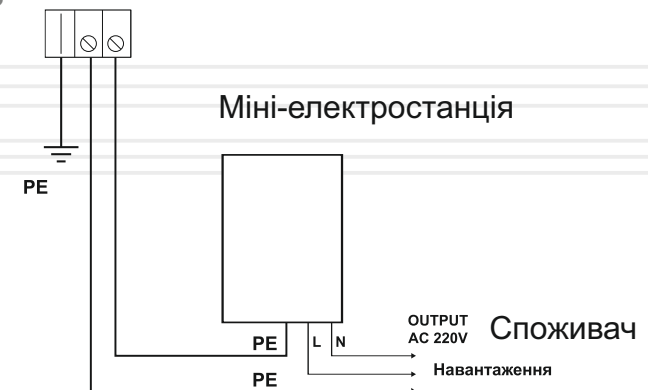 Міні-електростанція
PE
PE
L
N
OUTPUT
AC 220V
Споживач
Навантаження
PE